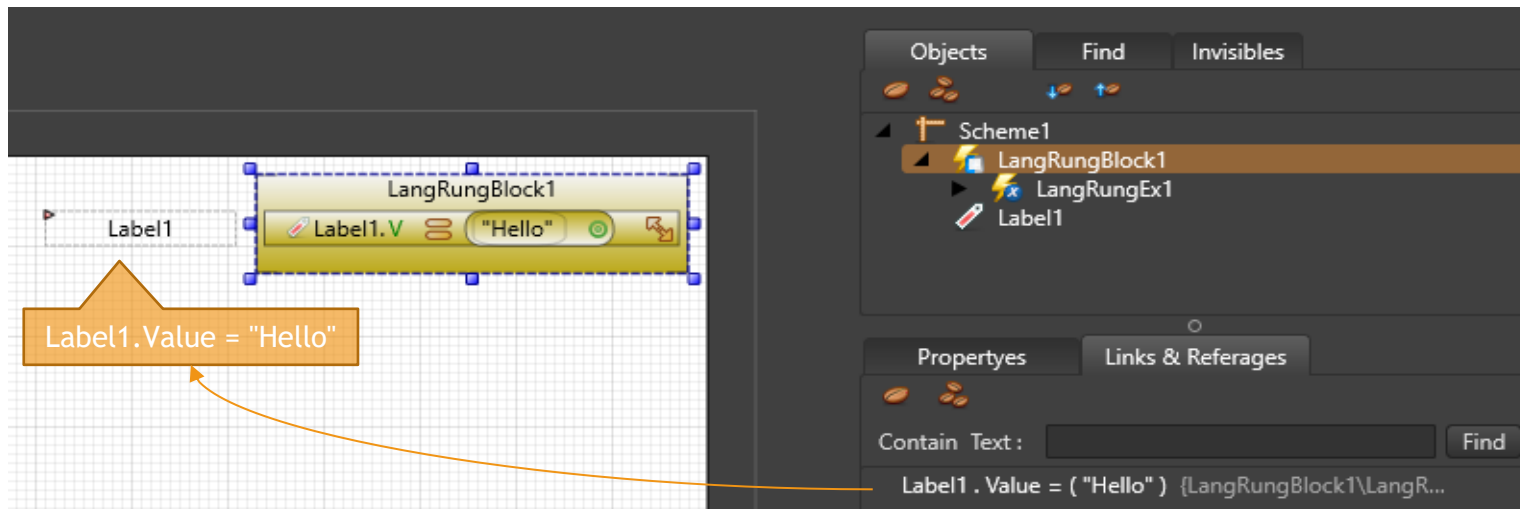 Objects Find Invisibles
Scheme1
LangRungBlock1
LangRungEx1
Label1
LangRungBlock1
Label1 Label1.V "Hello"
Label1.Value = "Hello"
Propertyes Links & Referages
Contain Text : Find
Label1 . Value = ( "Hello" ) {LangRungBlock1\LangR...